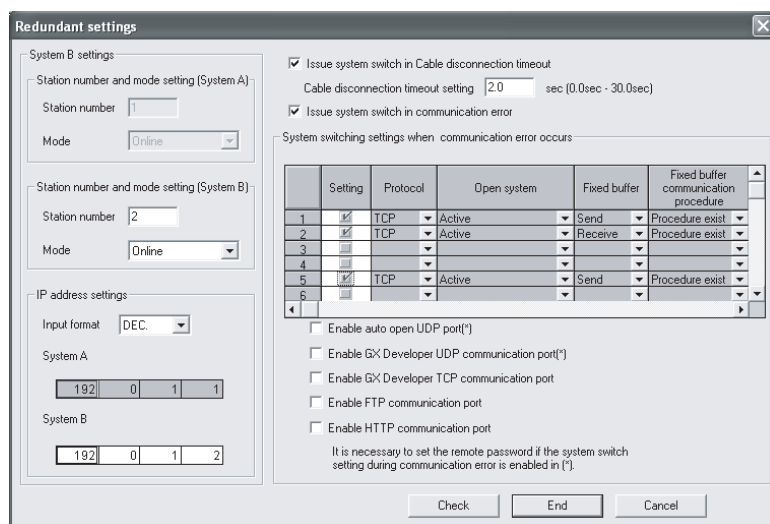 Redundant settings
System B settings
Station number and mode setting (System A)
Station number 1
Mode Online
Station number and mode setting (System B)
Station number 2
Mode Online
IP address settings
Input format DEC.
System A
192 0 1 1
System B
192 0 1 2
Issue system switch in Cable disconnection timeout
Cable disconnection timeout setting 2.0 sec (0.0sec - 30.0sec)
Issue system switch in communication error
System switching settings when communication error occurs
Setting Protocol Open system Fixed buffer Fixed buffer communication procedure
1 TCP Active Send Procedure exist
2 TCP Active Receive Procedure exist
3
4
5 TCP Active Send Procedure exist
6
Enable auto open UDP port(*)
Enable GX Developer UDP communication port(*)
Enable GX Developer TCP communication port
Enable FTP communication port
Enable HTTP communication port
It is necessary to set the remote password if the system switch
setting during communication error is enabled in (*).
Check End Cancel